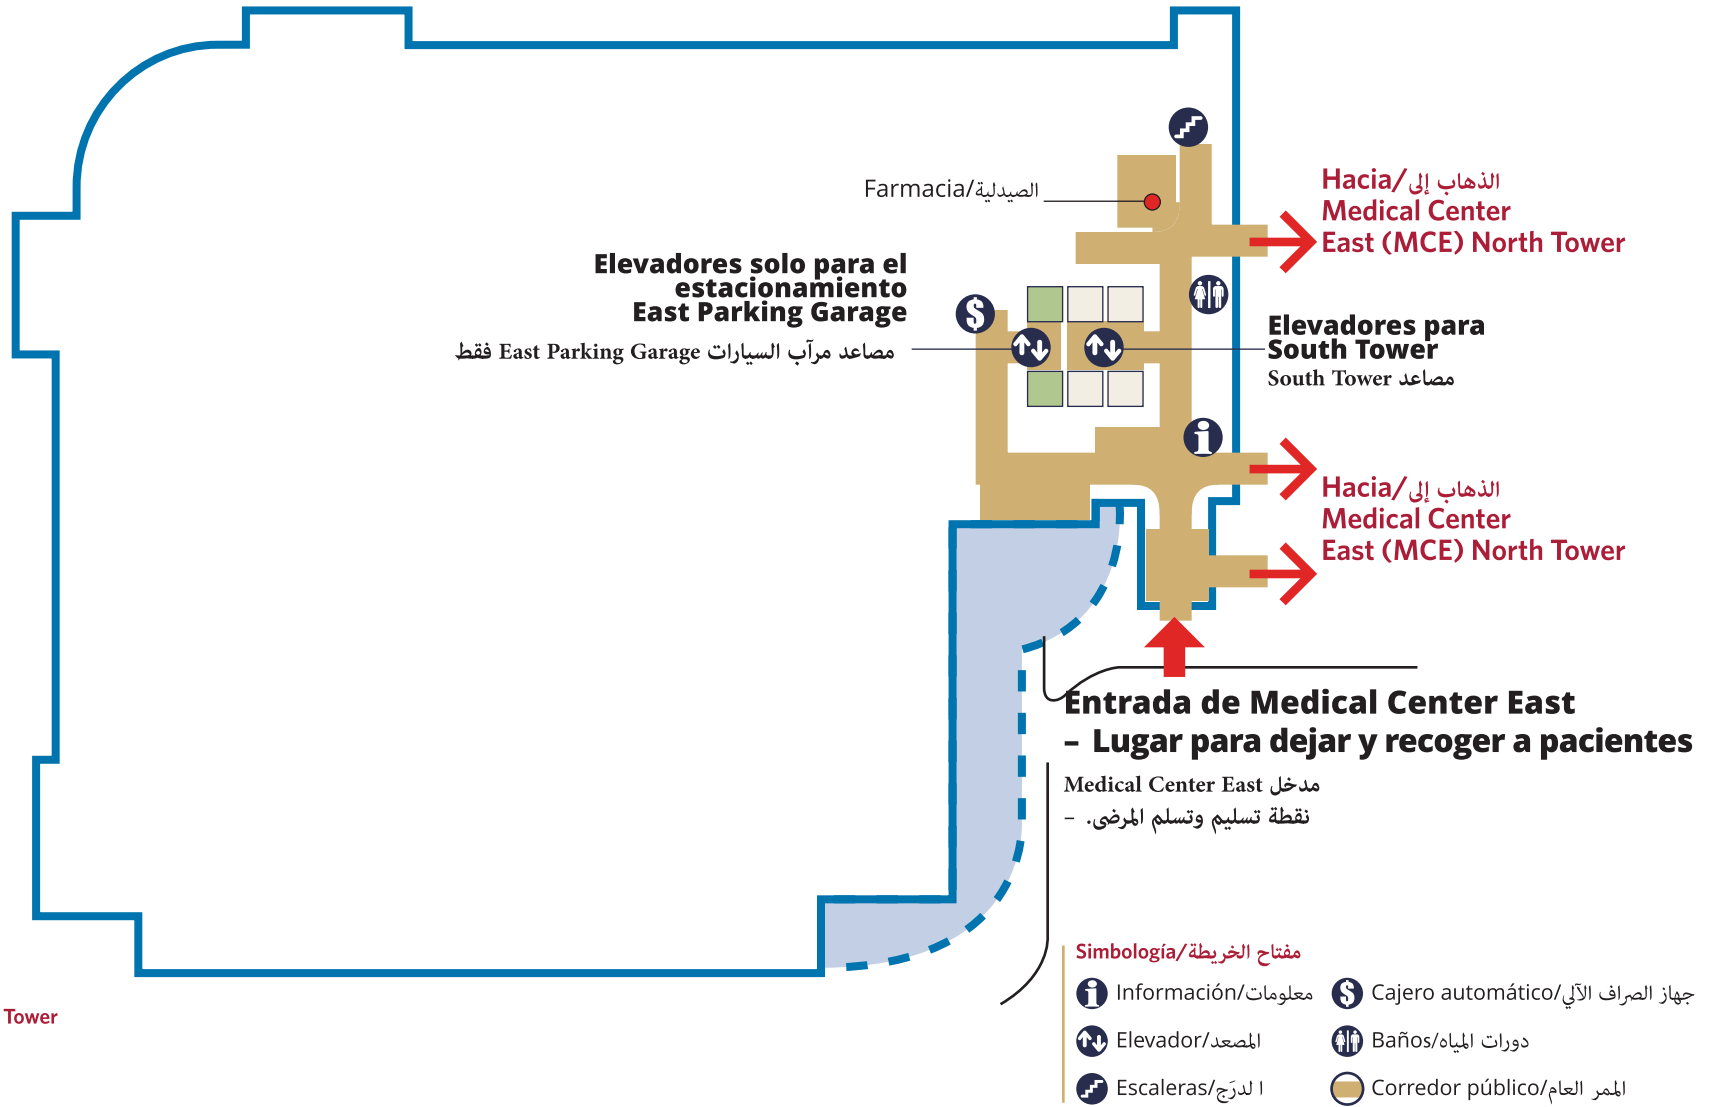 Farmacia/الصيدلية
Elevadores solo para el
estacionamiento
East Parking Garage
مصاعد مرآب السيارات East Parking Garage فقط
Hacia/الذهاب إلى
Medical Center
East (MCE) North Tower
Elevadores para
South Tower
مصاعد South Tower
Hacia/الذهاب إلى
Medical Center
East (MCE) North Tower
Entrada de Medical Center East
– Lugar para dejar y recoger a pacientes
مدخل Medical Center East
– نقطة تسليم وتسلم المرضى.
Tower
Simbología/مفتاح الخريطة
Información/معلومات
Cajero automático/جهاز الصراف الآلي
Elevador/المصعد
Baños/دورات المياه
Escaleras/ا لدرَج
Corredor público/الممر العام